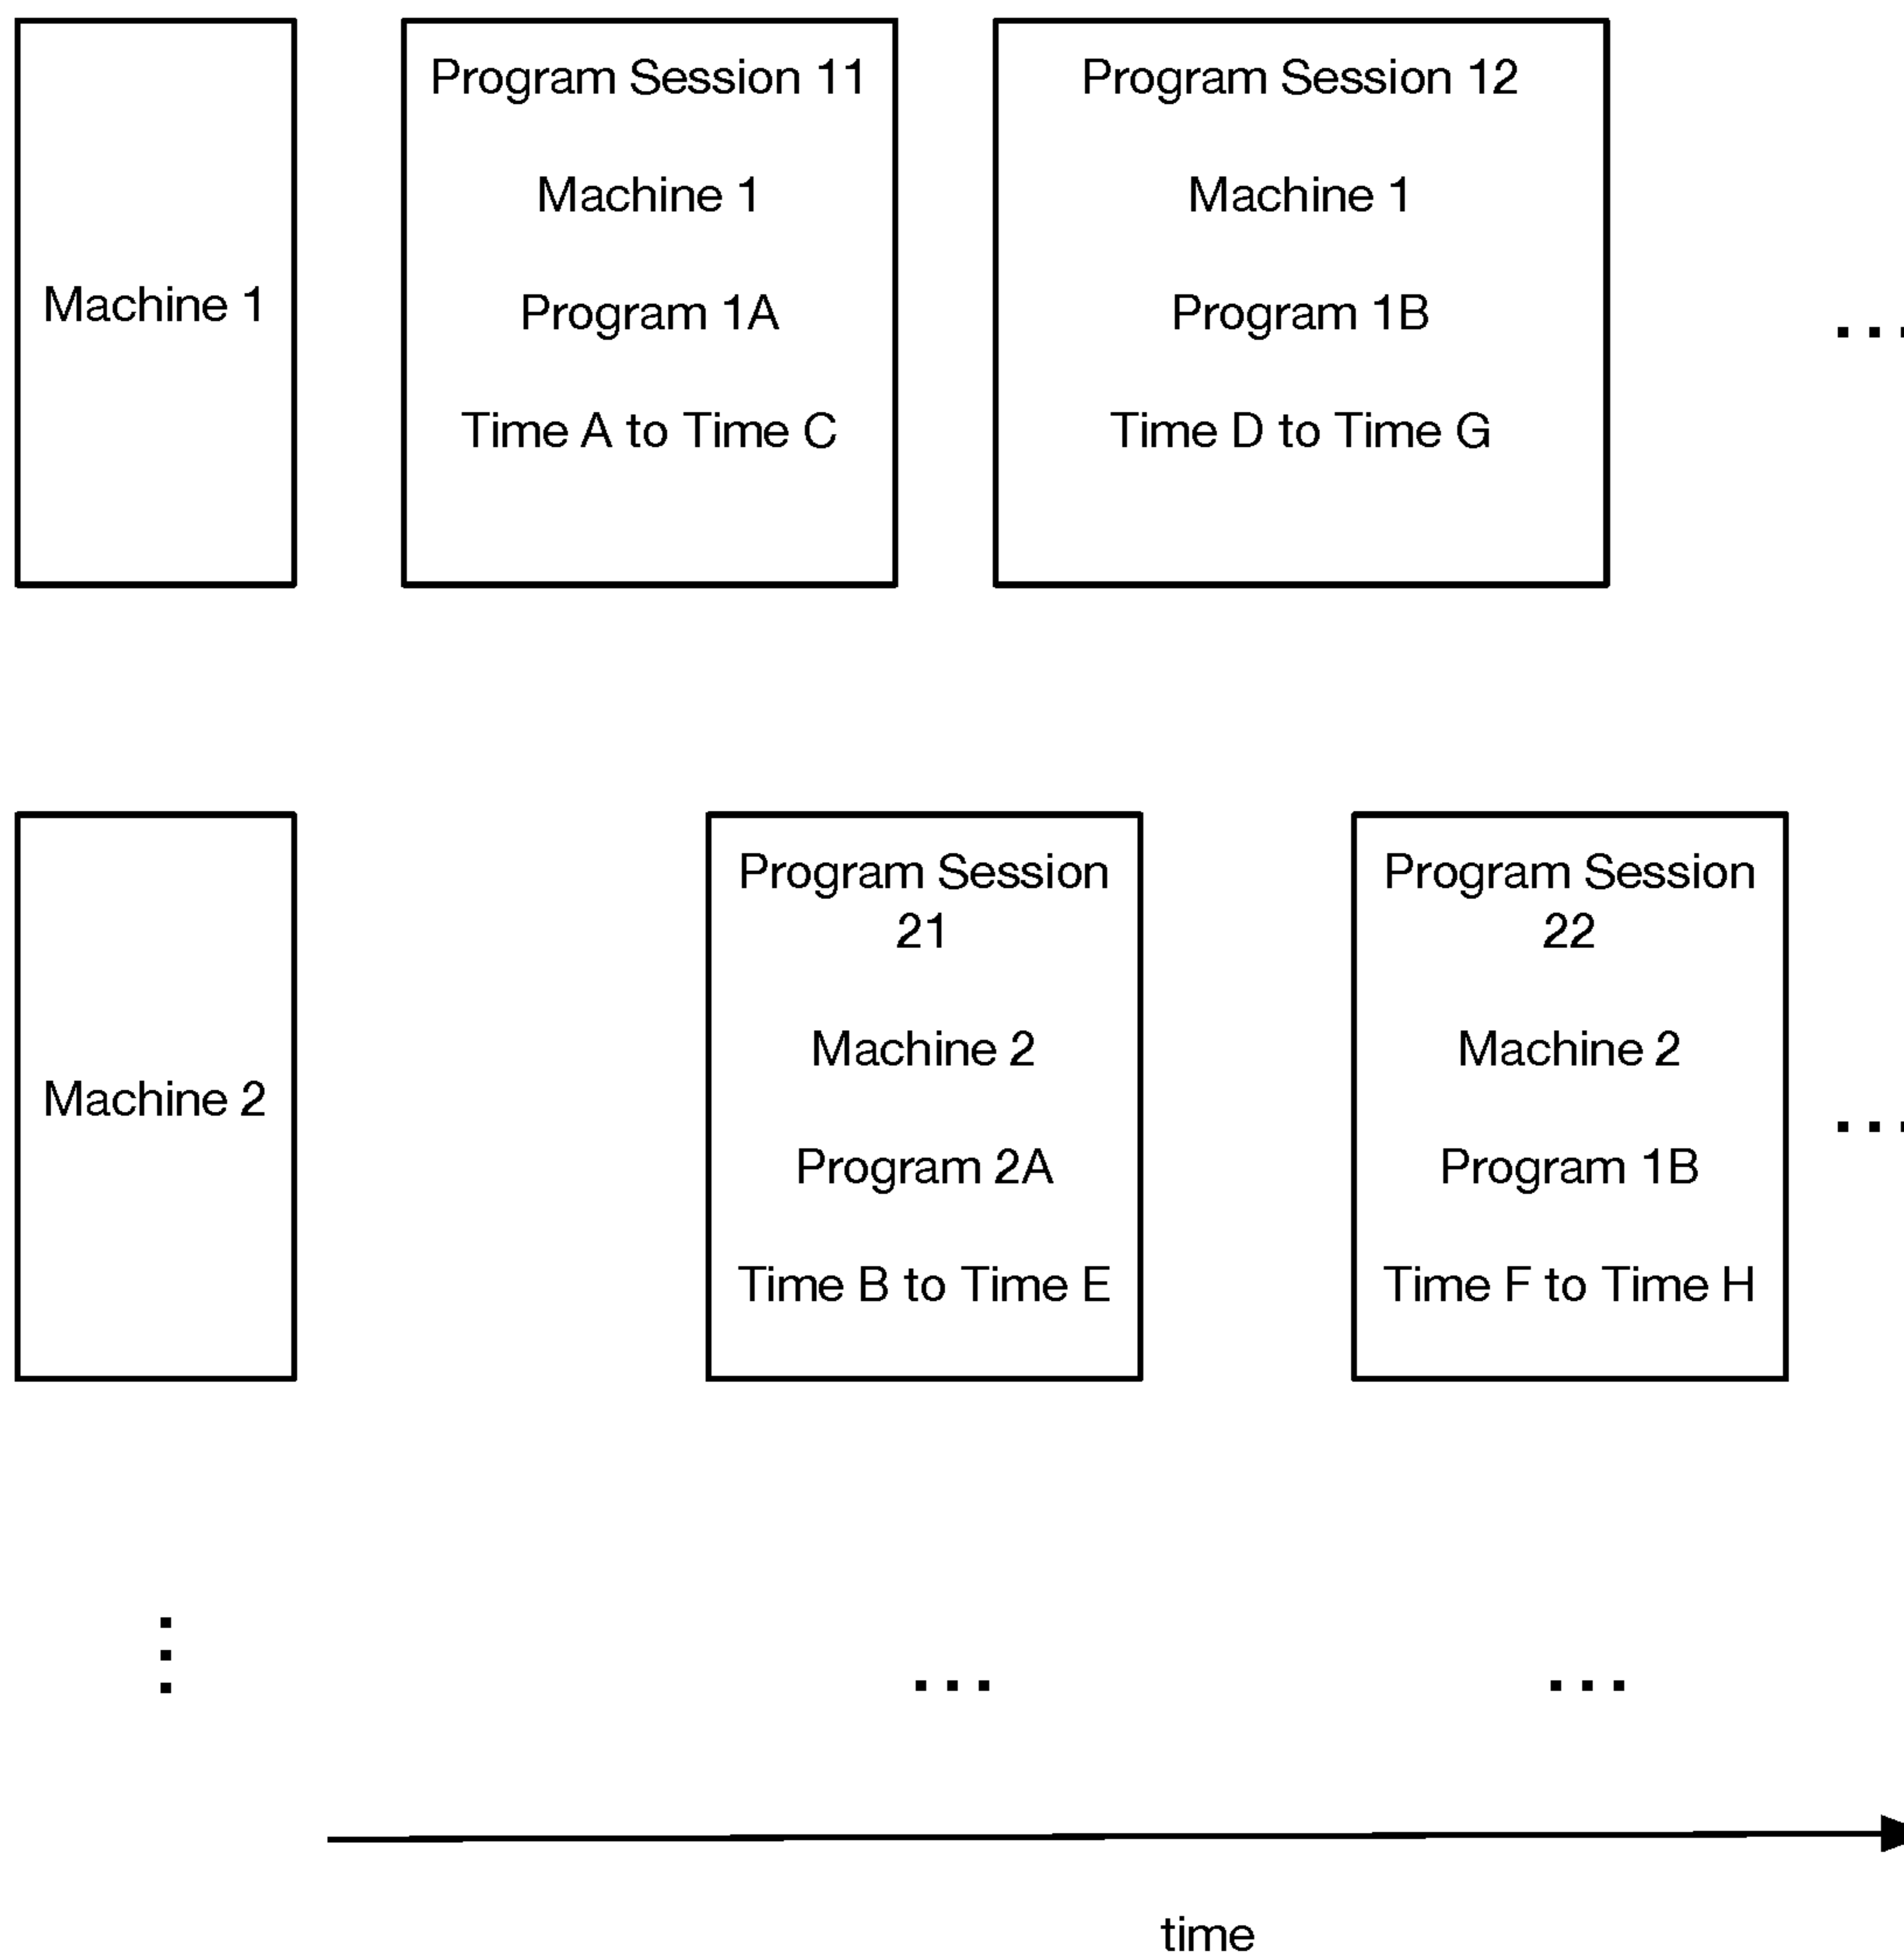 Machine 1
Program Session 11
Machine 1
Program 1A
Time A to Time C
Program Session 12
Machine 1
Program 1B
Time D to Time G
...
Machine 2
Program Session
21
Machine 2
Program 2A
Time B to Time E
Program Session
22
Machine 2
Program 1B
Time F to Time H
...
...
...
...
time